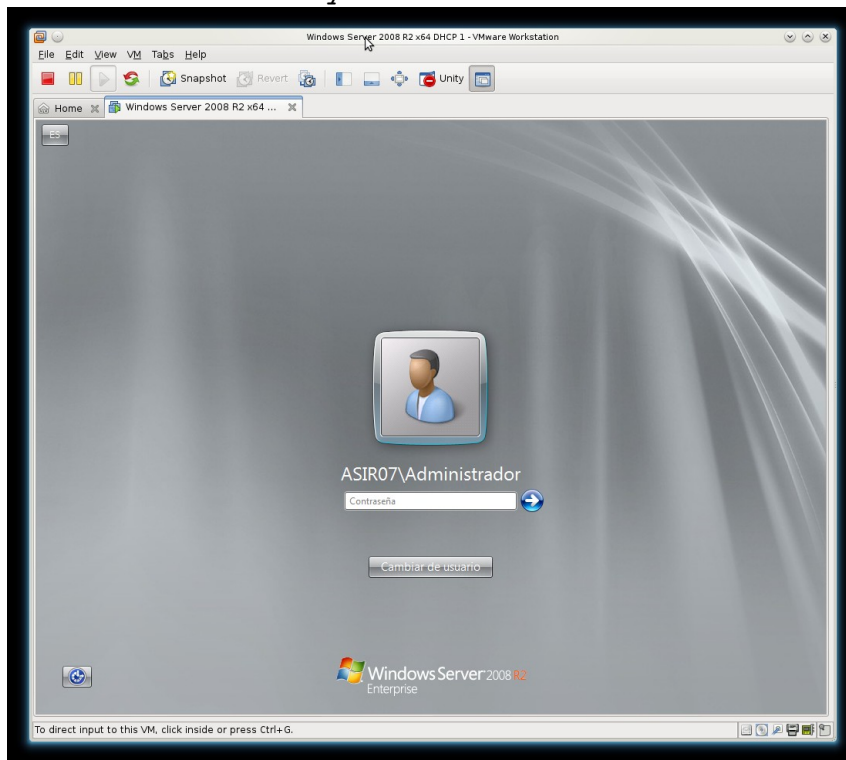 Windows Server 2008 R2 x64 DHCP 1 - VMware Workstation
File Edit View VM Tabs Help
Snapshot Revert Unity
Home Windows Server 2008 R2 x64 ...
ES
ASIR07\Administrador
Contraseña
Cambiar de usuario
Windows Server 2008 R2
Enterprise
To direct input to this VM, click inside or press Ctrl+G.